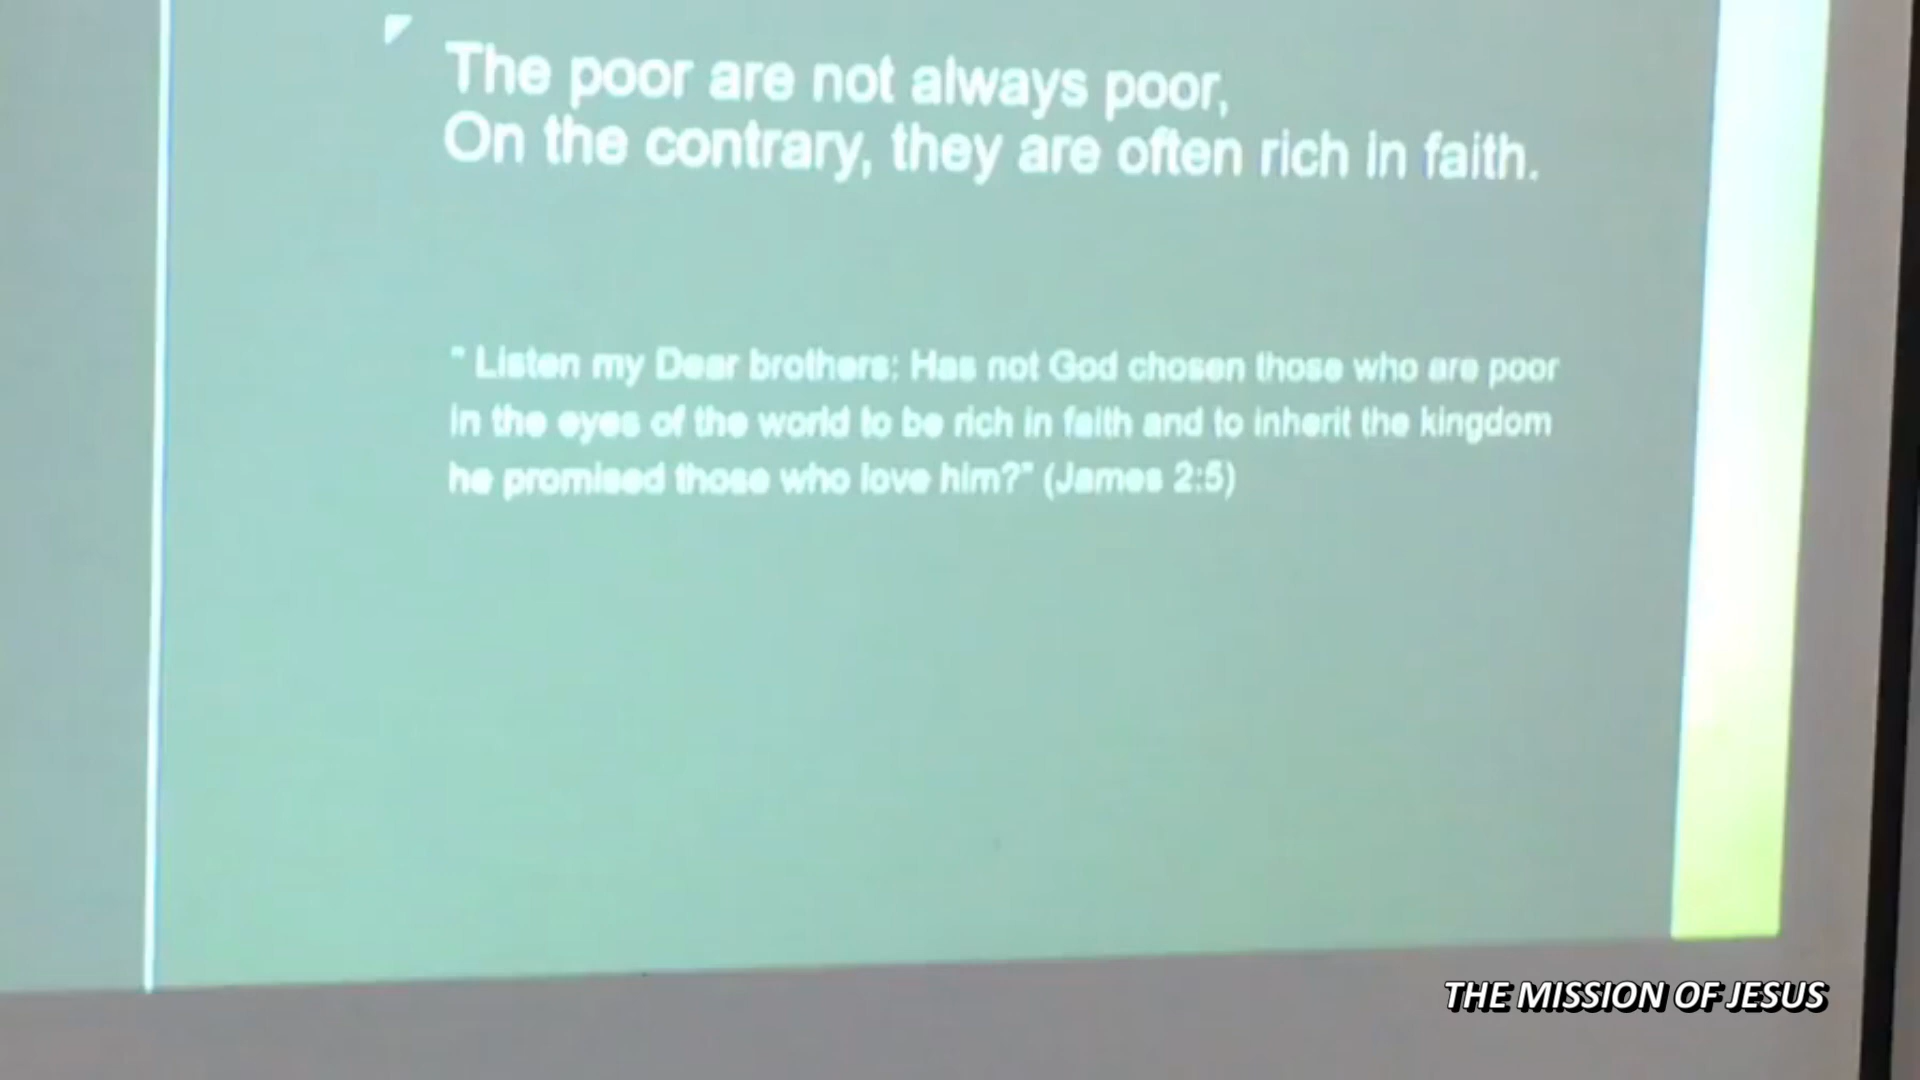 The poor are not always poor,
On the contrary, they are often rich in faith.
" Listen my Dear brothers: Has not God chosen those who are poor
in the eyes of the world to be rich in faith and to inherit the kingdom
he promised those who love him?" (James 2:5)
THE MISSION OF JESUS